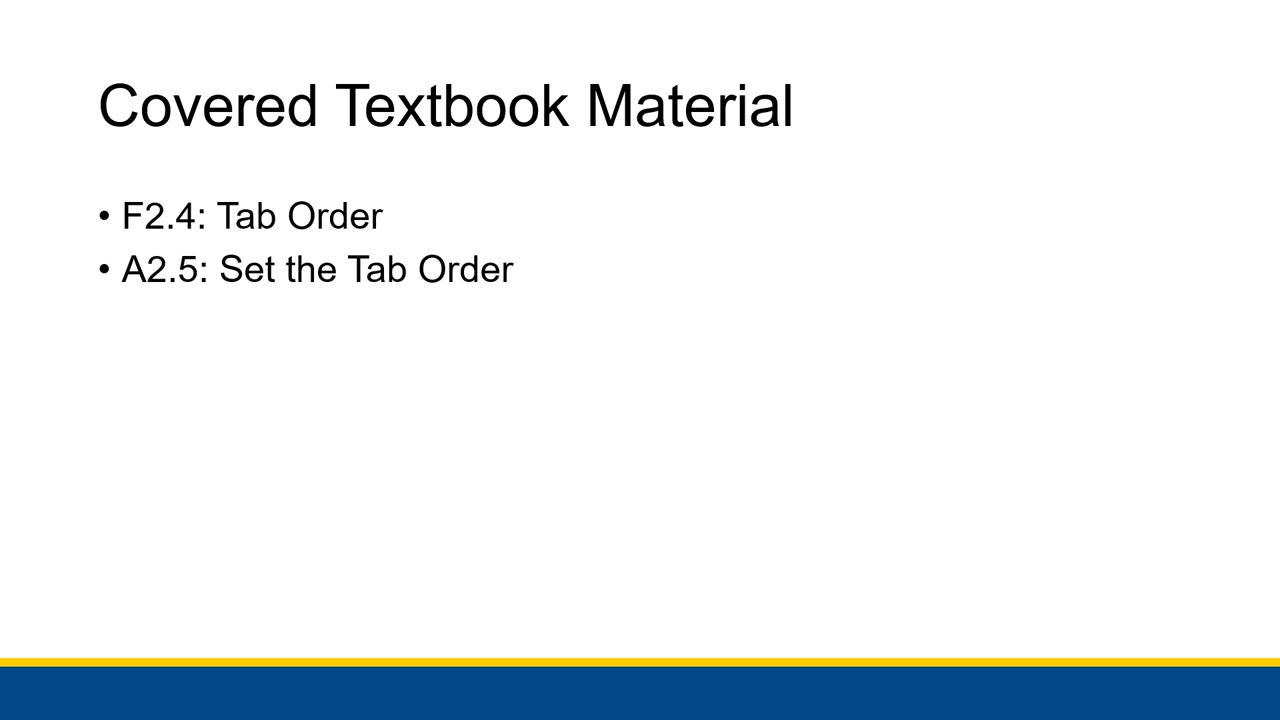 Covered Textbook Material
• F2.4: Tab Order
• A2.5: Set the Tab Order